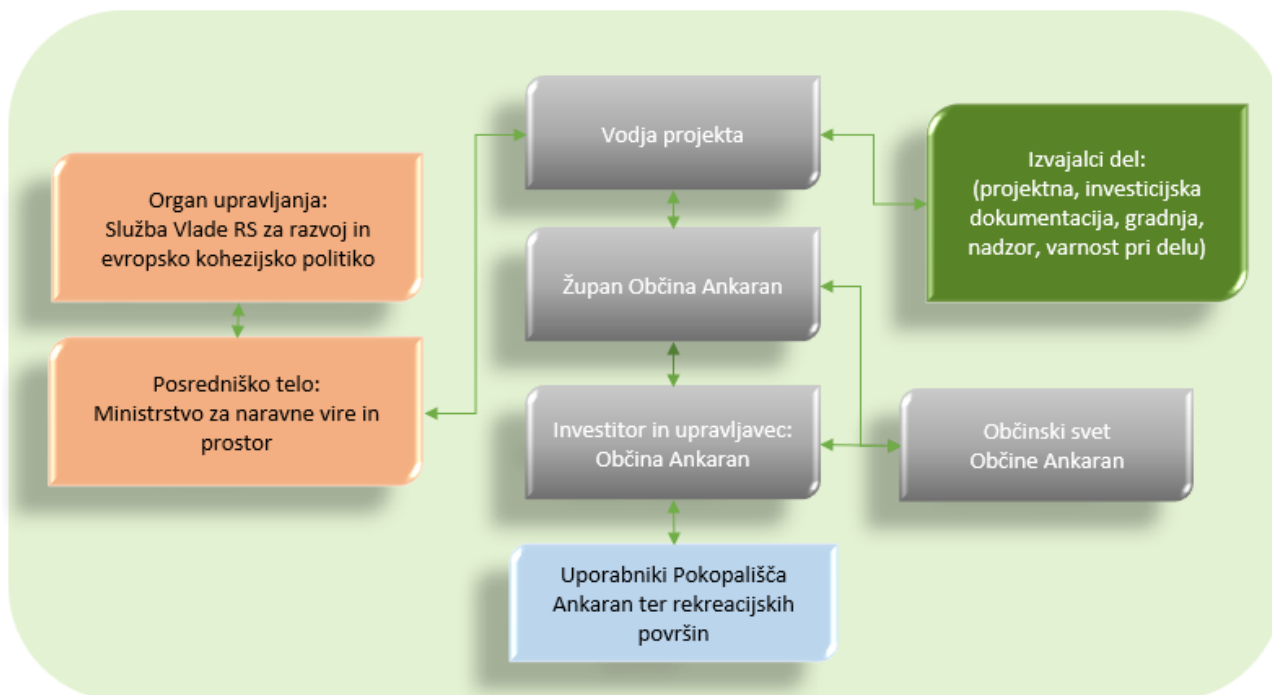 Vodja projekta
Izvajalci del:
(projektna, investicijska
dokumentacija, gradnja,
nadzor, varnost pri delu)
Organ upravljanja:
Služba Vlade RS za razvoj in
evropsko kohezijsko politiko
Župan Občina Ankaran
Posredniško telo:
Ministrstvo za naravne vire in
prostor
Investitor in upravljavec:
Občina Ankaran
Občinski svet
Občine Ankaran
Uporabniki Pokopališča
Ankaran ter rekreacijskih
površin